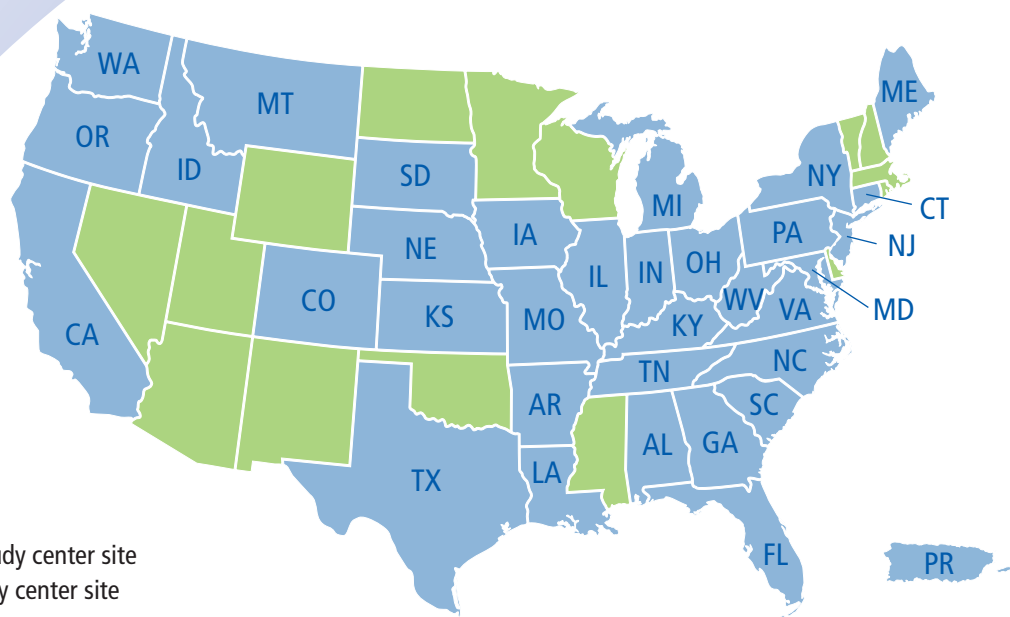 WA
MT
ME
OR
ID
SD
NY
MI
CT
NE
IA
PA
NJ
IL
IN
OH
CO
WV
MD
KS
MO
KY
VA
CA
TN
NC
AR
SC
AL
GA
LA
TX
FL
PR
center site
center site